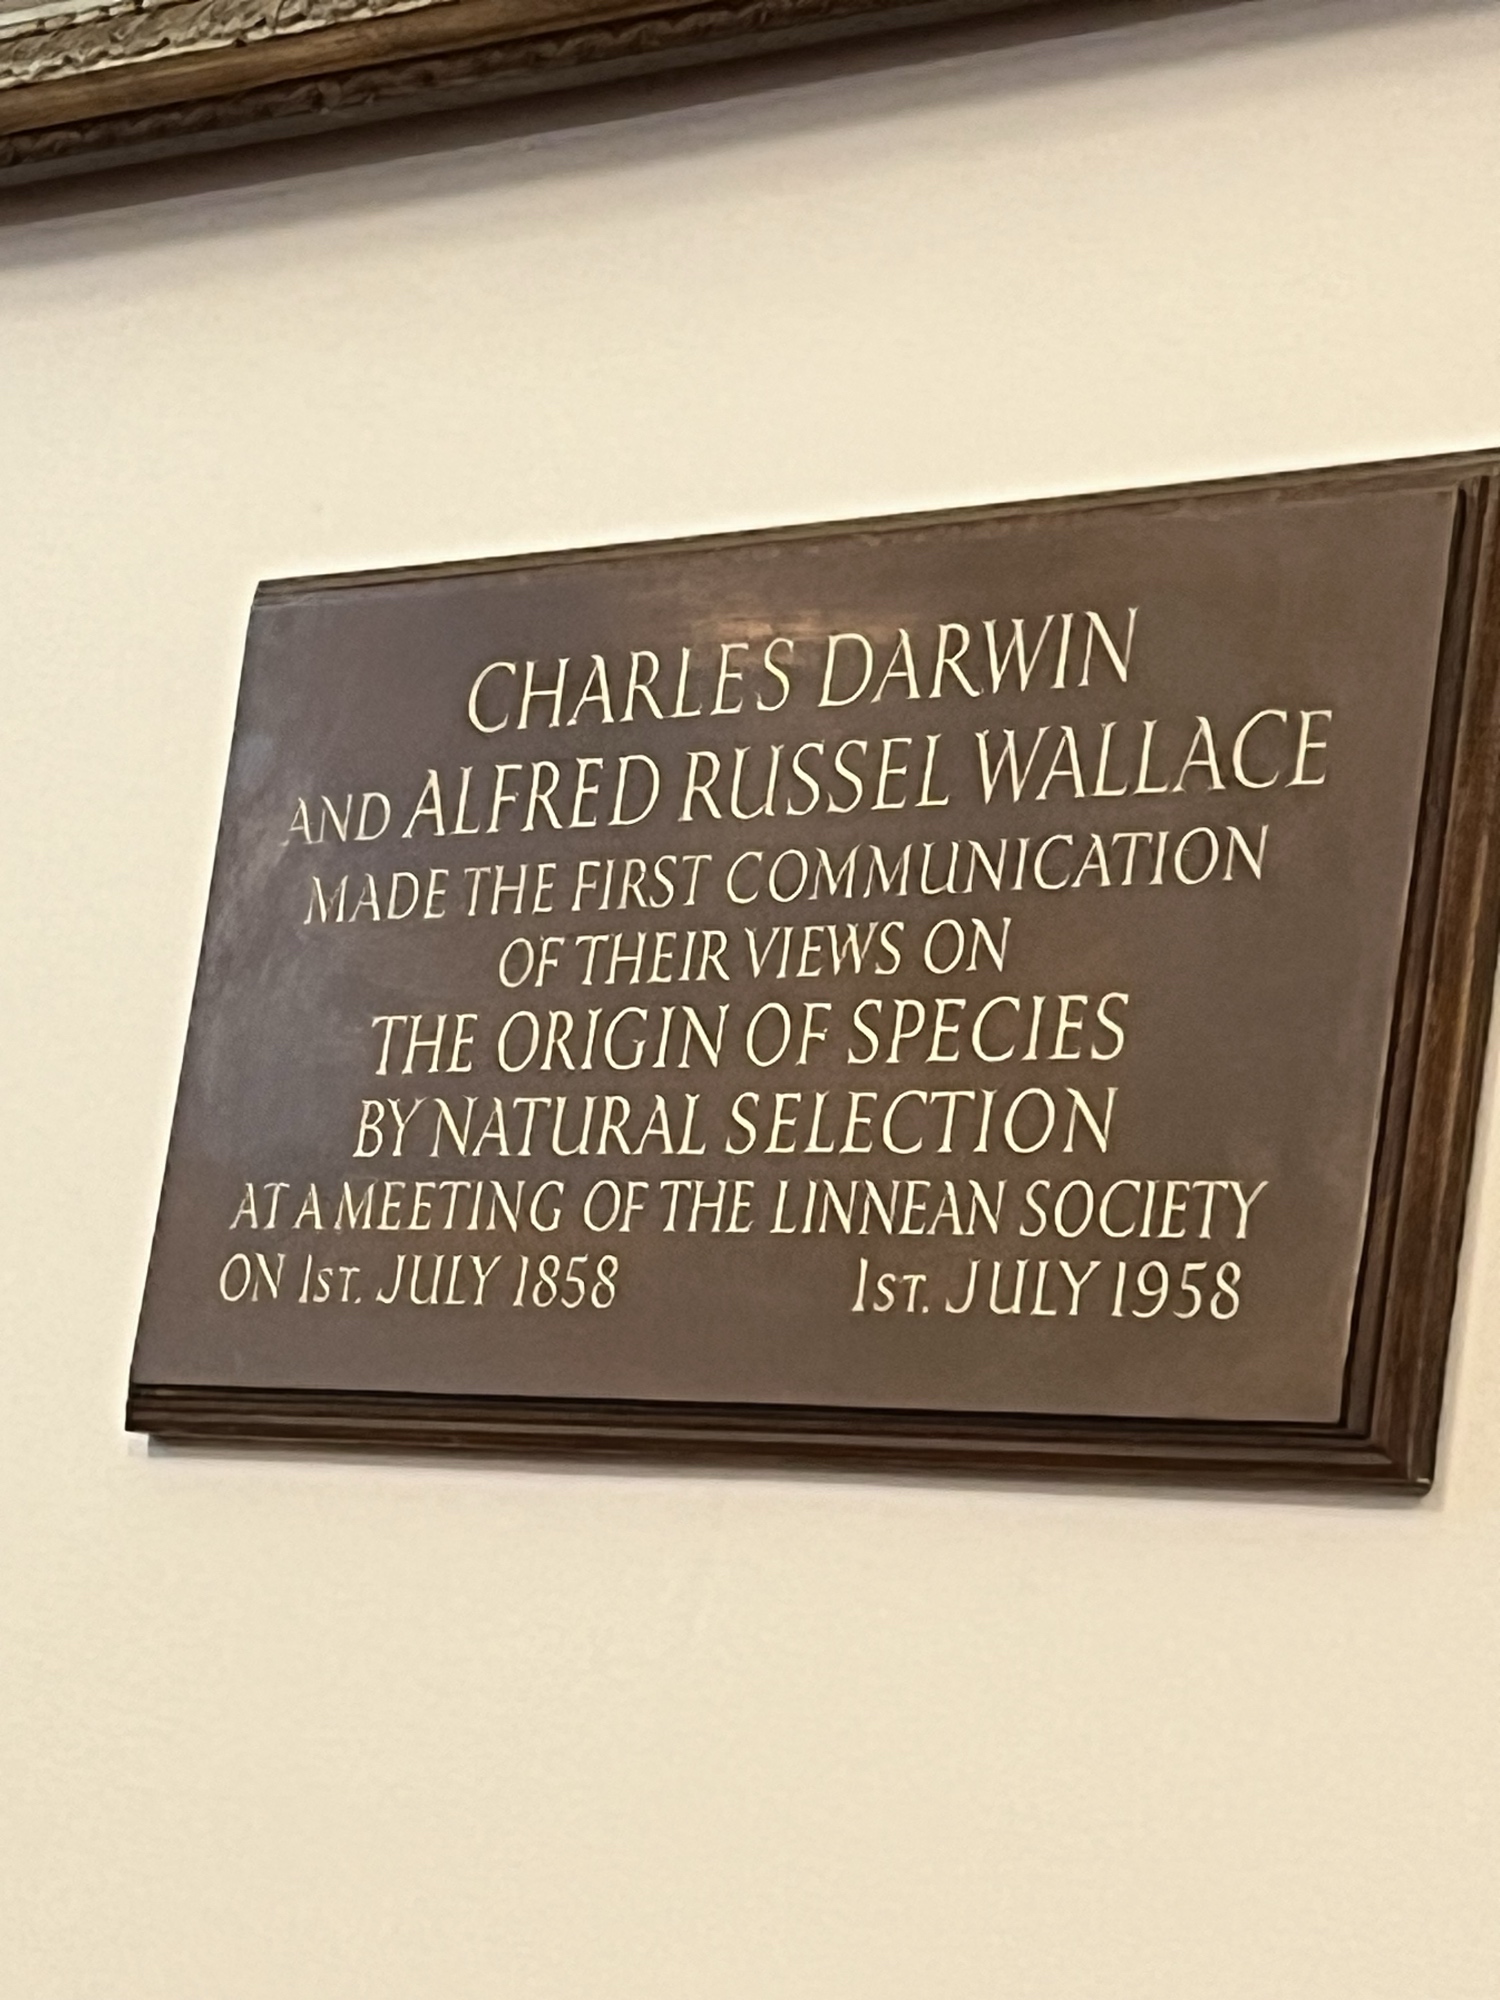 CHARLES DARWIN
AND ALFRED RUSSEL WALLACE
MADE THE FIRST COMMUNICATION
OF THEIR VIEWS ON
THE ORIGIN OF SPECIES
BY NATURAL SELECTION
AT A MEETING OF THE LINNEAN SOCIETY
ON 1ST. JULY 1858 1ST. JULY 1958